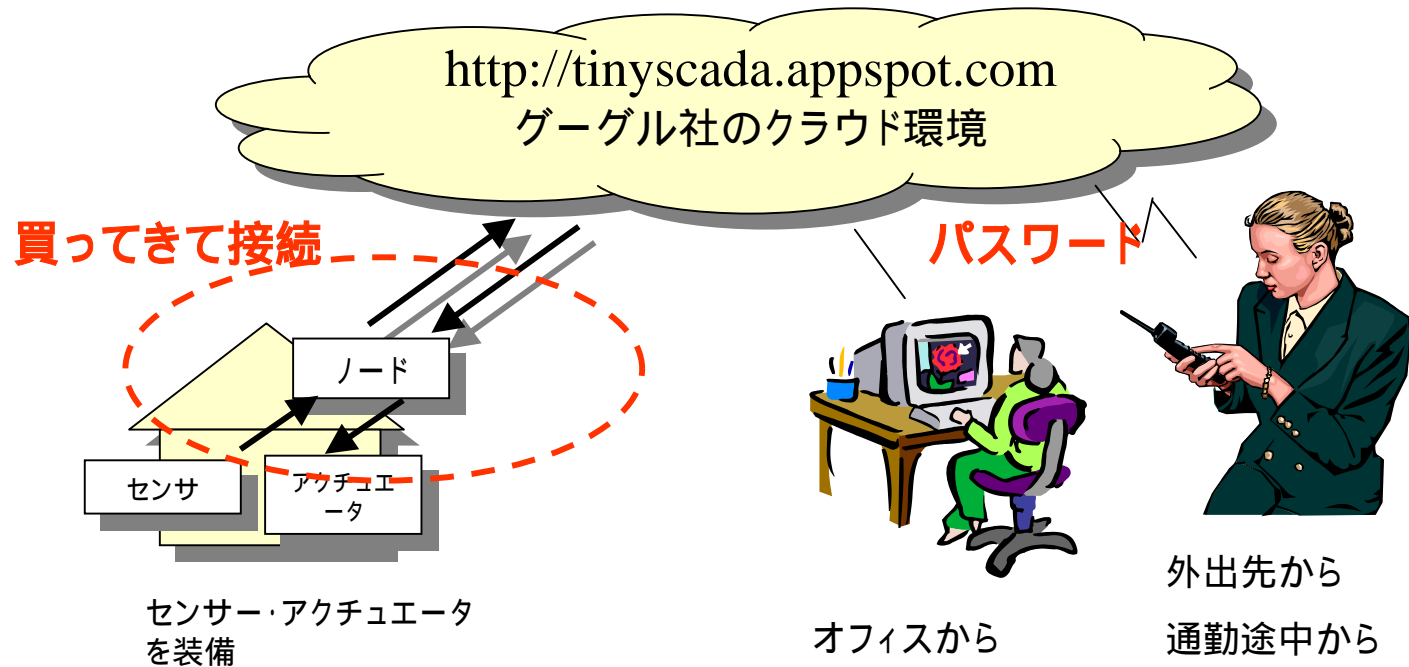 http://tinyscada.appspot.com
グーグル社のクラウド環境
買ってきて接続
パスワード
ノード
センサ
アクチュエ
ータ
センサー・アクチュエータ
を装備
オフィスから
外出先から
通勤途中から